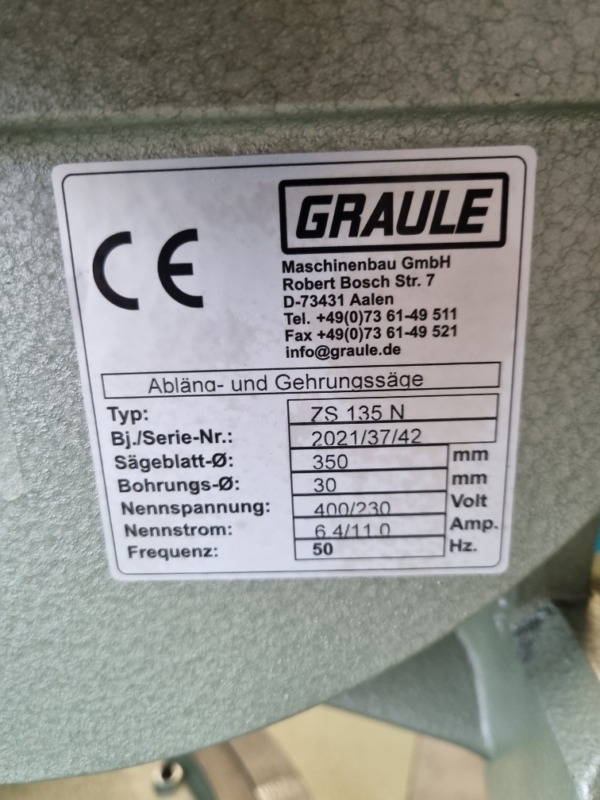 CE
GRAULE
Maschinenbau GmbH
Robert Bosch Str. 7
D-73431 Aalen
Tel. +49(0)73 61-49 511
Fax +49(0)73 61-49 521
info@graule.de
Abläng- und Gehrungssäge
Typ: ZS 135 N
Bj./Serie-Nr.: 2021/37/42
Sägeblatt-Ø: 350 mm
Bohrungs-Ø: 30 mm
Nennspannung: 400/230 Volt
Nennstrom: 6,4/11,0 Amp.
Frequenz: 50 Hz.